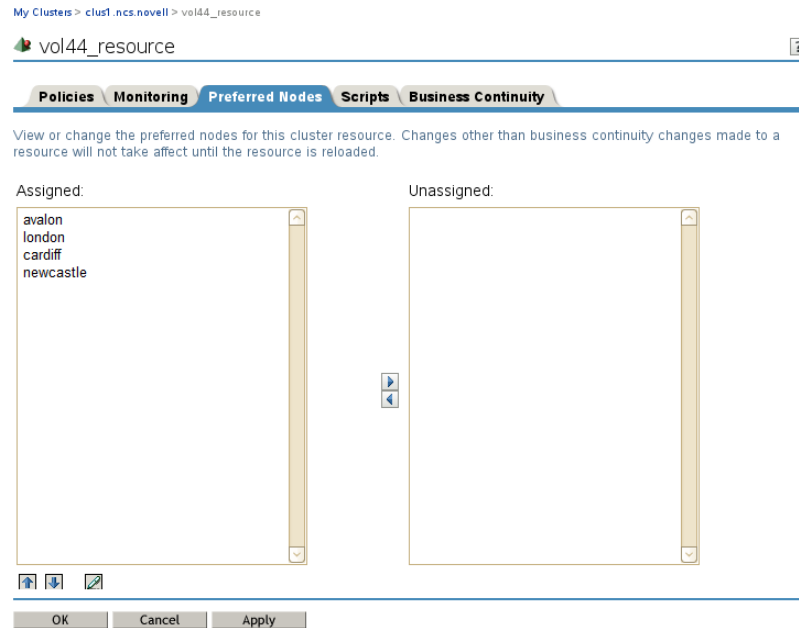 My Clusters > clus1.ncs.novell > vol44_resource
vol44_resource
?
Policies Monitoring Preferred Nodes Scripts Business Continuity
View or change the preferred nodes for this cluster resource. Changes other than business continuity changes made to a
resource will not take affect until the resource is reloaded.
Assigned: Unassigned:
avalon
london
cardiff
newcastle
OK Cancel Apply